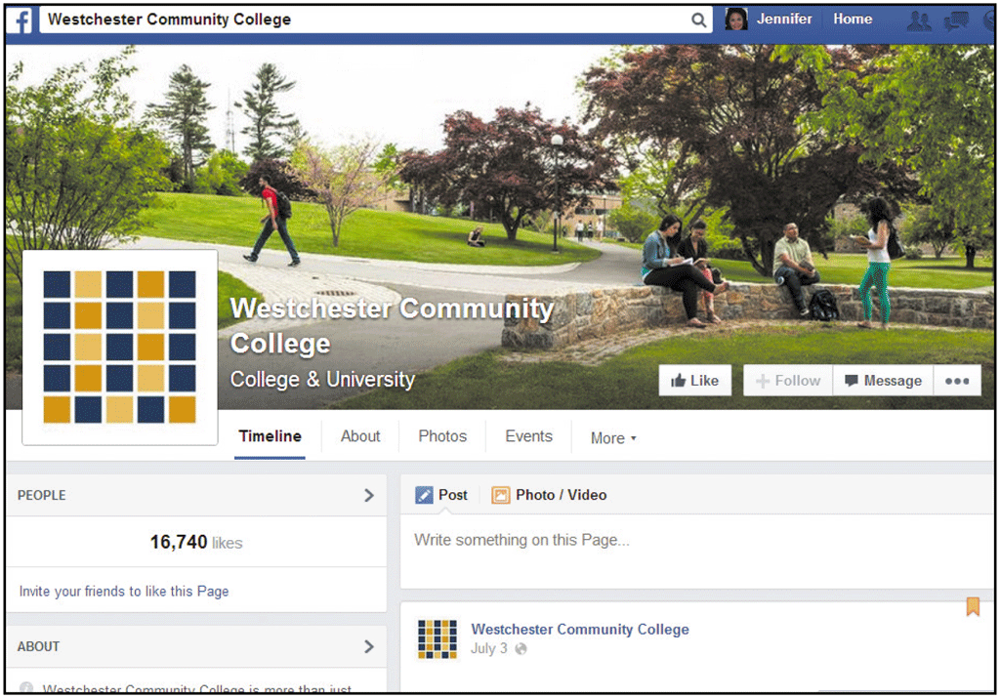 Westchester Community College
Jennifer Home
Westchester Community
College
College & University
Like Follow Message
Timeline About Photos Events More
PEOPLE
16,740 likes
Invite your friends to like this Page
ABOUT
Westchester Community College is more than just
Post Photo / Video
Write something on this Page...
Westchester Community College
July 3